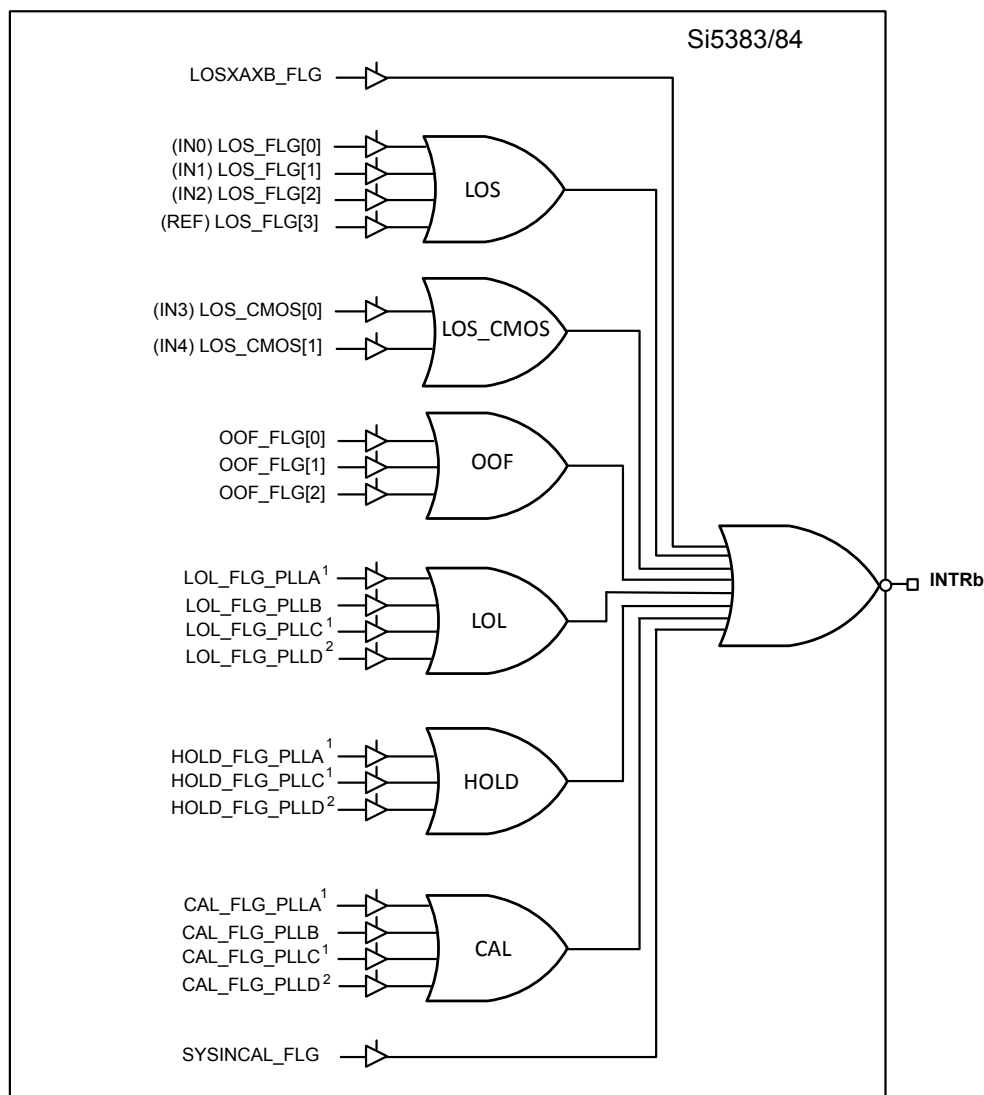 Si5383/84
LOSXAXB_FLG
(IN0) LOS_FLG[0]
(IN1) LOS_FLG[1]
(IN2) LOS_FLG[2]
(REF) LOS_FLG[3]
LOS
(IN3) LOS_CMOS[0]
(IN4) LOS_CMOS[1]
LOS_CMOS
OOF_FLG[0]
OOF_FLG[1]
OOF_FLG[2]
OOF
LOL_FLG_PLLA¹
LOL_FLG_PLLB
LOL_FLG_PLLC¹
LOL_FLG_PLLD²
LOL
INTRb
HOLD_FLG_PLLA¹
HOLD_FLG_PLLC¹
HOLD_FLG_PLLD²
HOLD
CAL_FLG_PLLA¹
CAL_FLG_PLLB
CAL_FLG_PLLC¹
CAL_FLG_PLLD²
CAL
SYSINCAL_FLG